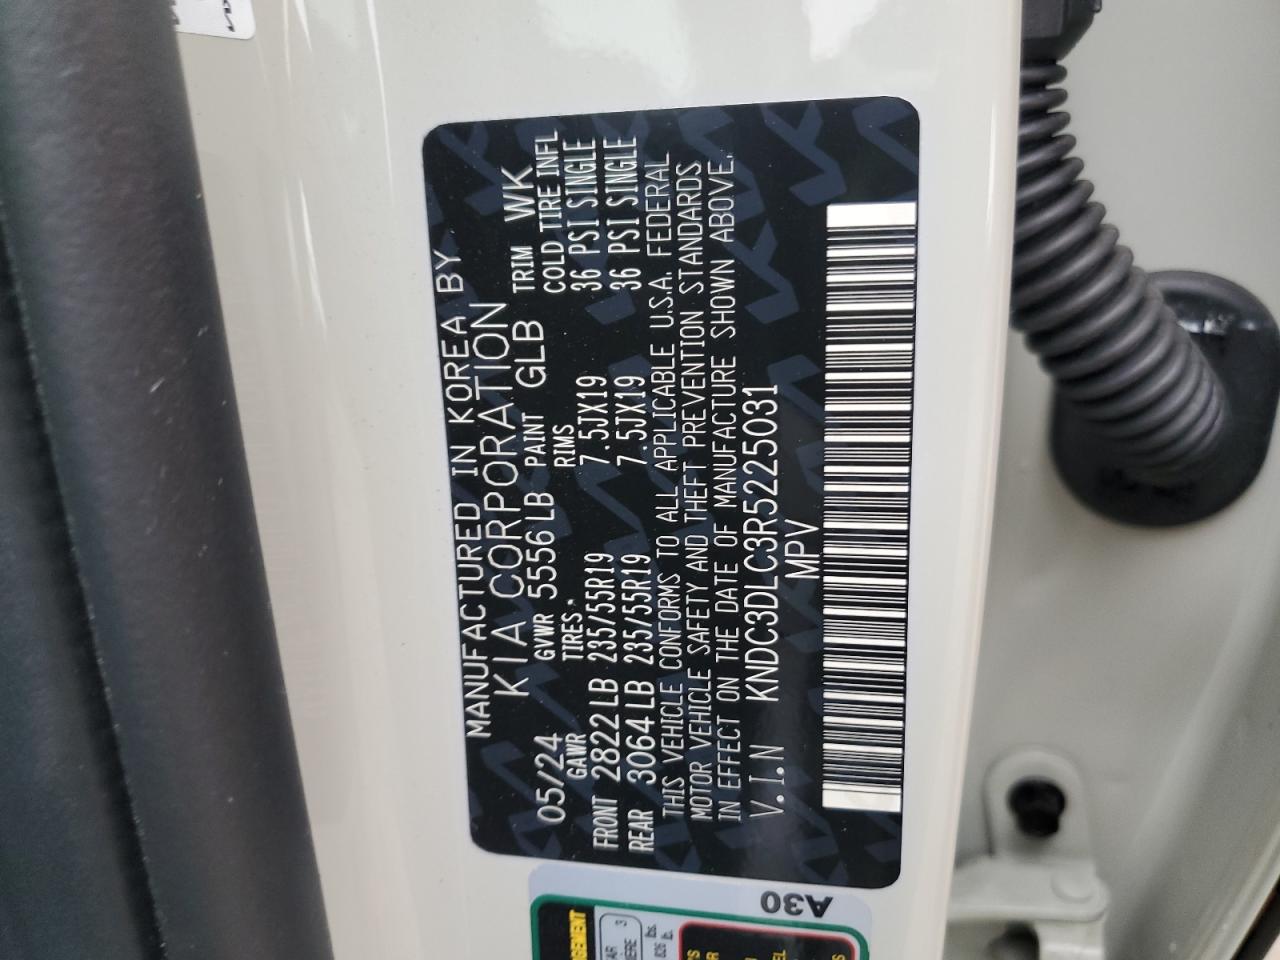 MANUFACTURED IN KOREA BY
KIA CORPORATION
05/24 GVWR 5556 LB PAINT GLB TRIM WK
GAWR TIRES. RIMS COLD TIRE INFL
FRONT 2822 LB 235/55R19 7.5JX19 36 PSI SINGLE
REAR 3064 LB 235/55R19 7.5JX19 36 PSI SINGLE
THIS VEHICLE CONFORMS TO ALL APPLICABLE U.S.A. FEDERAL
MOTOR VEHICLE SAFETY AND THEFT PREVENTION STANDARDS
IN EFFECT ON THE DATE OF MANUFACTURE SHOWN ABOVE.
V.I.N KNDC3DLC3R5225031
MPV
A30